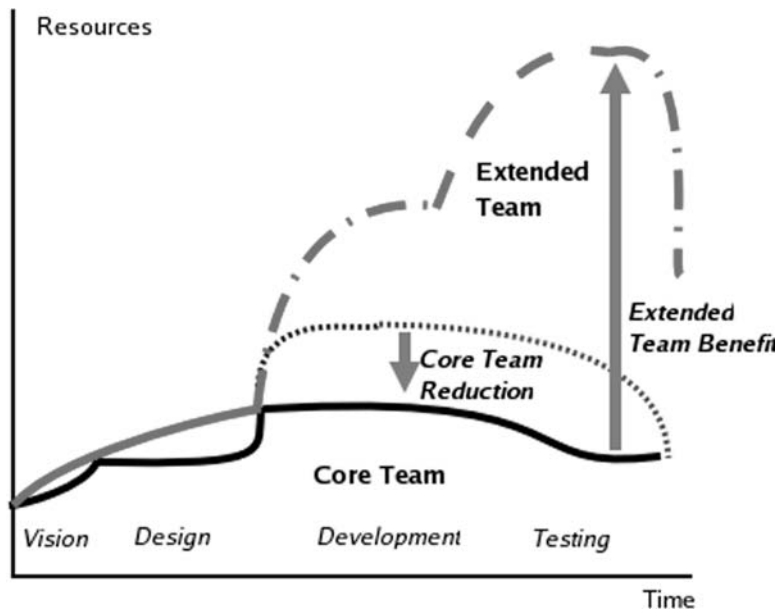 Resources
Extended
Team
Extended
Team Benefit
Core Team
Reduction
Core Team
Vision
Design
Development
Testing
Time